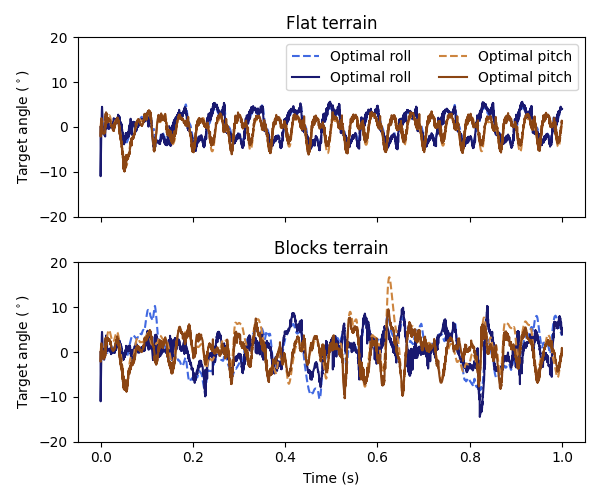 Flat terrain
20
10
0
−10
−20
Target angle (°)
Optimal roll
Optimal roll
Optimal pitch
Optimal pitch
Blocks terrain
20
10
0
−10
−20
Target angle (°)
0.0 0.2 0.4 0.6 0.8 1.0
Time (s)